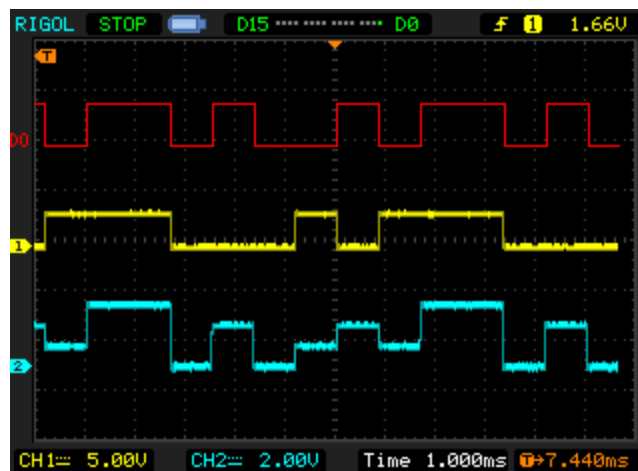 RIGOL STOP D15 D0 1 1.66V
T
D0
1
2
CH1 5.00V CH2 2.00V Time 1.000ms T→7.440ms